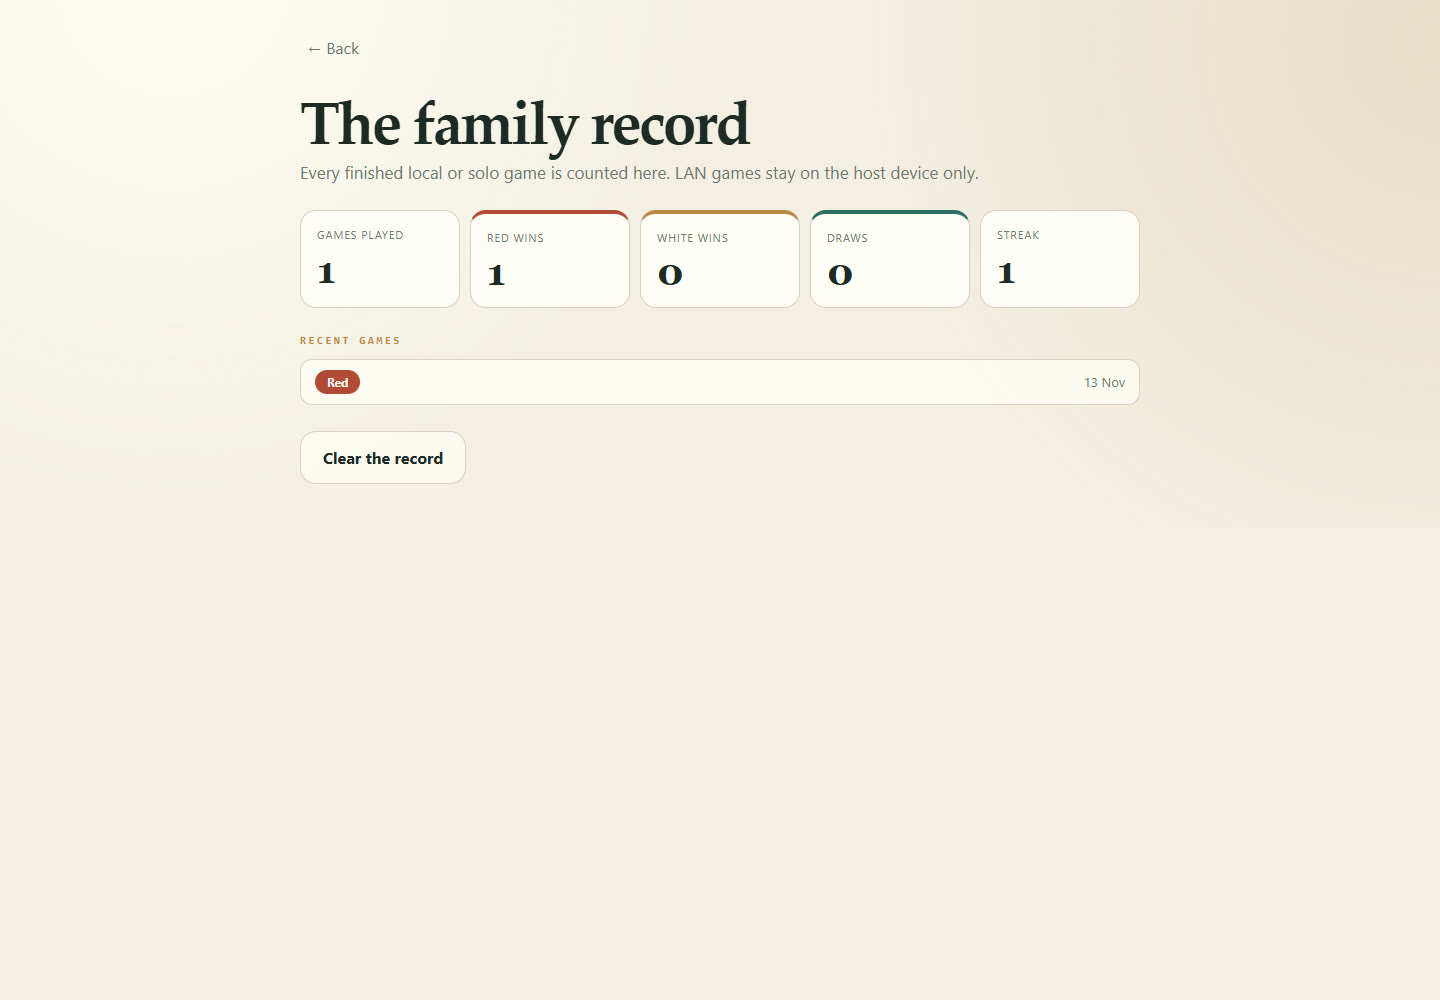 ← Back
The family record
Every finished local or solo game is counted here. LAN games stay on the host device only.
GAMES PLAYED
1
RED WINS
1
WHITE WINS
0
DRAWS
0
STREAK
1
RECENT GAMES
Red
13 Nov
Clear the record